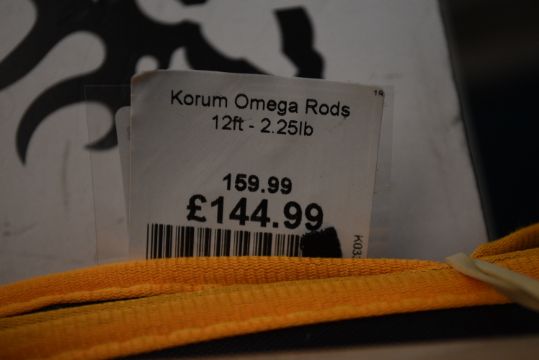 Korum Omega Rods
12ft - 2.25lb
159.99
£144.99